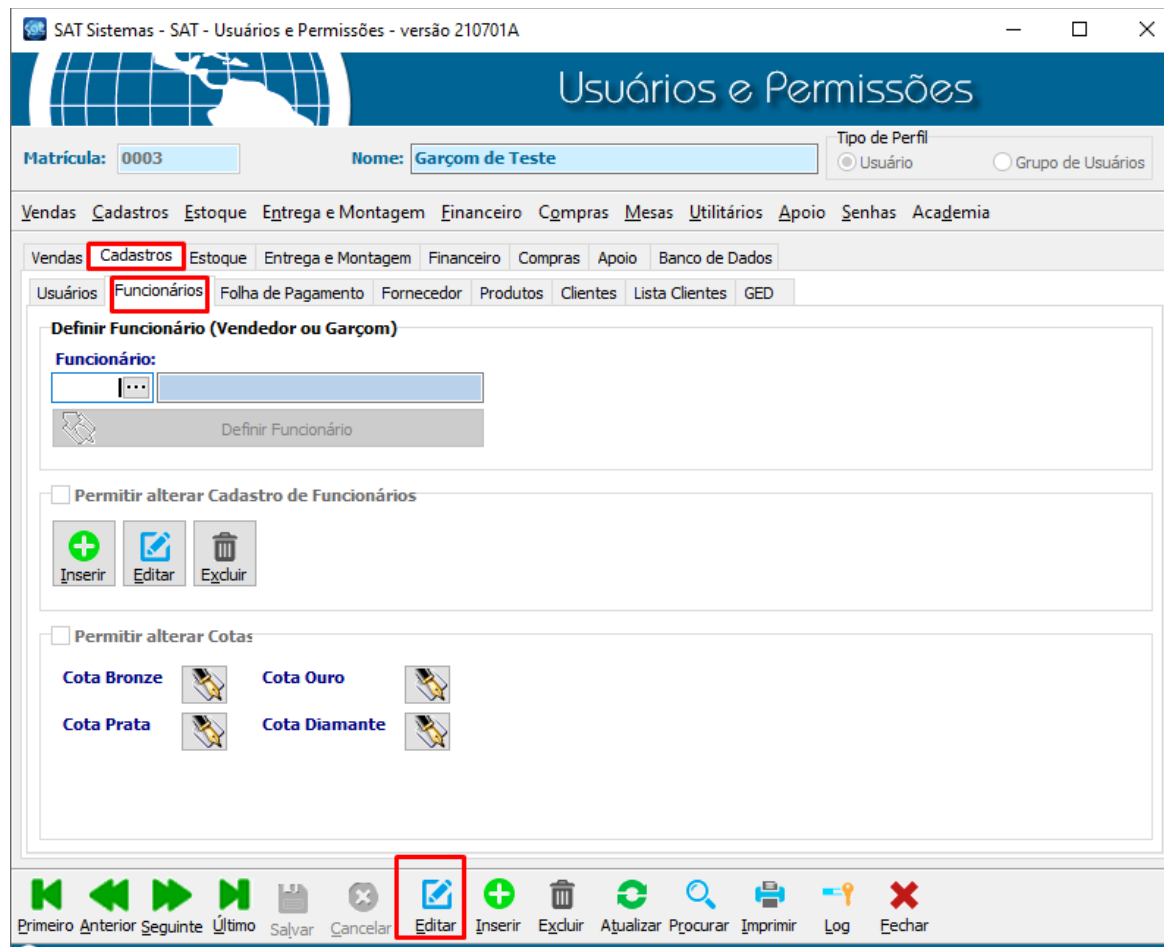 SAT Sistemas - SAT - Usuários e Permissões - versão 210701A
Usuários e Permissões
Tipo de Perfil
Matrícula: 0003 Nome: Garçom de Teste Usuário Grupo de Usuários
Vendas Cadastros Estoque Entrega e Montagem Financeiro Compras Mesas Utilitários Apoio Senhas Academia
Vendas Cadastros Estoque Entrega e Montagem Financeiro Compras Apoio Banco de Dados
Usuários Funcionários Folha de Pagamento Fornecedor Produtos Clientes Lista Clientes GED
Definir Funcionário (Vendedor ou Garçom)
Funcionário:
...
Definir Funcionário
Permitir alterar Cadastro de Funcionários
Inserir Editar Excluir
Permitir alterar Cotas
Cota Bronze Cota Ouro
Cota Prata Cota Diamante
Primeiro Anterior Seguinte Último Salvar Cancelar Editar Inserir Excluir Atualizar Procurar Imprimir Log Fechar